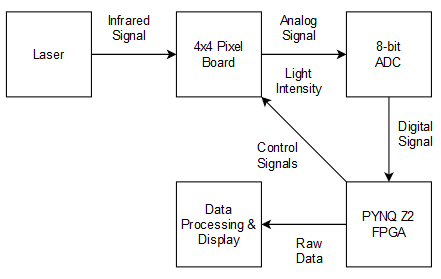 Infrared
Signal
Analog
Signal
Laser
4x4 Pixel
Board
8-bit
ADC
Light
Intensity
Digital
Signal
Control
Signals
Data
Processing &
Display
PYNQ Z2
FPGA
Raw
Data